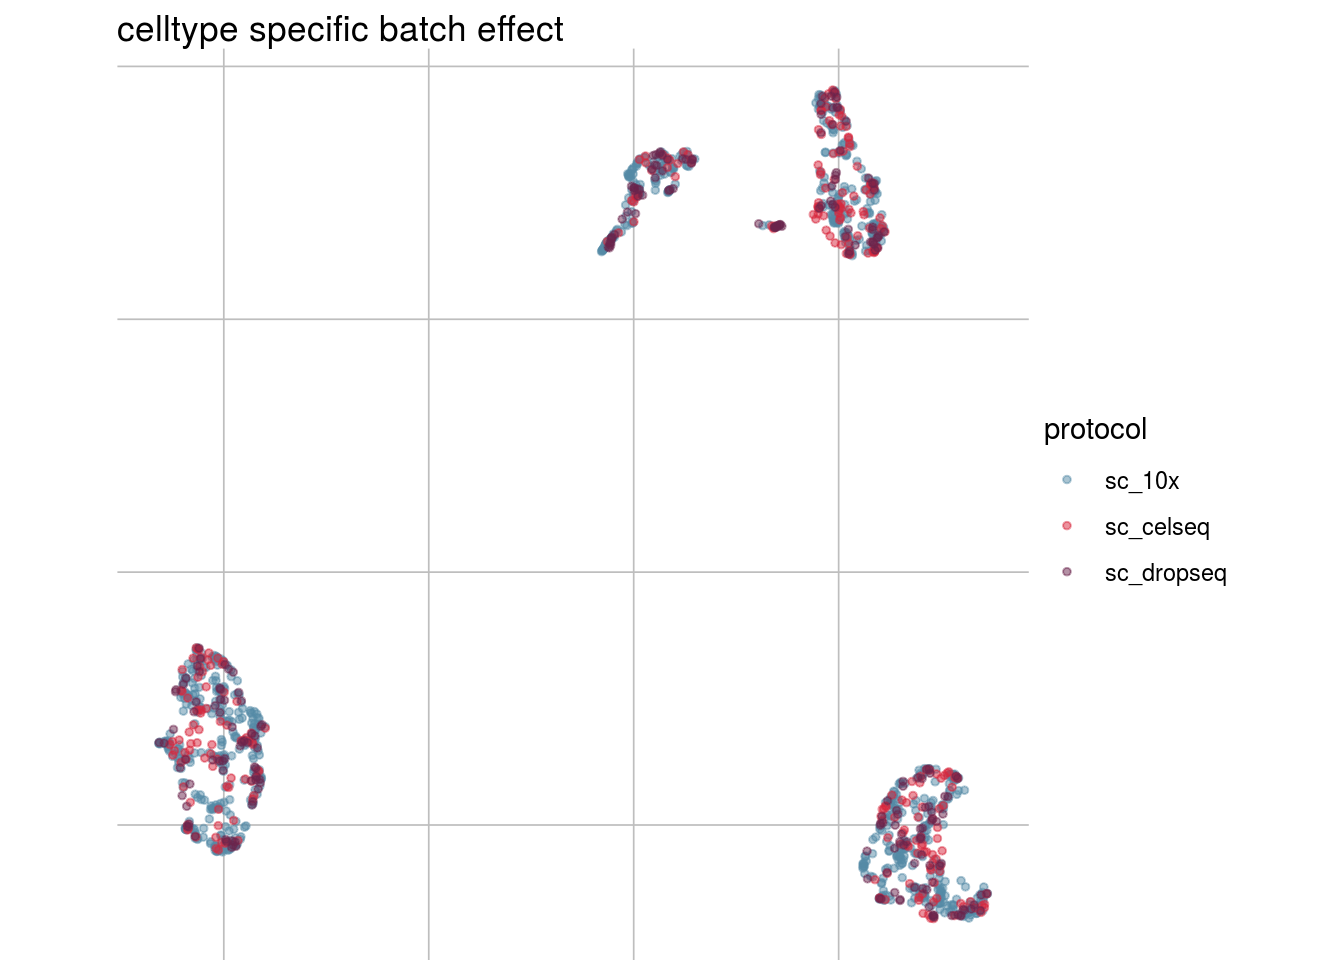 celltype specific batch effect
protocol
sc_10x
sc_celseq
sc_dropseq